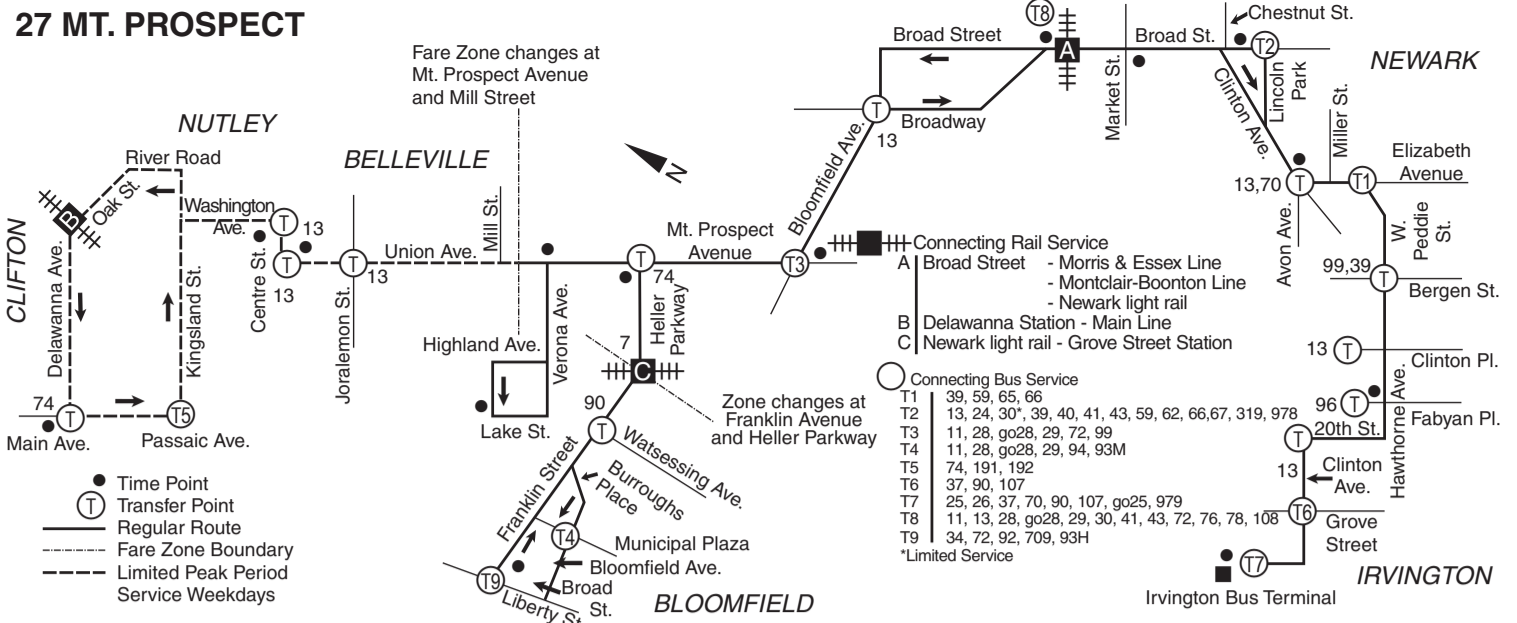 27 MT. PROSPECT
Fare Zone changes at
Mt. Prospect Avenue
and Mill Street
NUTLEY
BELLEVILLE
CLIFTON
River Road
Oak St.
B
Washington
Ave.
T
13
T
13
T
13
Centre St.
Union Ave.
Mill St.
Joralemon St.
Delawanna Ave.
Kingsland St.
74
T
Main Ave.
T5
Passaic Ave.
Highland Ave.
Verona Ave.
Lake St.
T
74
Heller
Parkway
7
C
Mt. Prospect
Avenue
T3
Bloomfield Ave.
N
T
13
Broad Street
Broadway
T8
A
Market St.
Broad St.
Chestnut St.
T2
Lincoln
Park
Clinton Ave.
NEWARK
Miller St.
13,70
T
T1
Elizabeth
Avenue
Avon Ave.
W.
Peddie
St.
99,39
T
Bergen St.
13
T
Clinton Pl.
96
T
Fabyan Pl.
Hawthorne Ave.
20th St.
T
13
Clinton
Ave.
T6
Grove
Street
T7
Irvington Bus Terminal
IRVINGTON
Zone changes at
Franklin Avenue
and Heller Parkway
90
T
Watsessing Ave.
Franklin Street
Burroughs
Place
T4
Municipal Plaza
Bloomfield Ave.
Broad
St.
T9
Liberty St
BLOOMFIELD
Connecting Rail Service
A Broad Street - Morris & Essex Line
- Montclair-Boonton Line
- Newark light rail
B Delawanna Station - Main Line
C Newark light rail - Grove Street Station
Connecting Bus Service
T1 39, 59, 65, 66
T2 13, 24, 30*, 39, 40, 41, 43, 59, 62, 66,67, 319, 978
T3 11, 28, go28, 29, 72, 99
T4 11, 28, go28, 29, 94, 93M
T5 74, 191, 192
T6 37, 90, 107
T7 25, 26, 37, 70, 90, 107, go25, 979
T8 11, 13, 28, go28, 29, 30, 41, 43, 72, 76, 78, 108
T9 34, 72, 92, 709, 93H
*Limited Service
Time Point
T Transfer Point
Regular Route
Fare Zone Boundary
Limited Peak Period
Service Weekdays